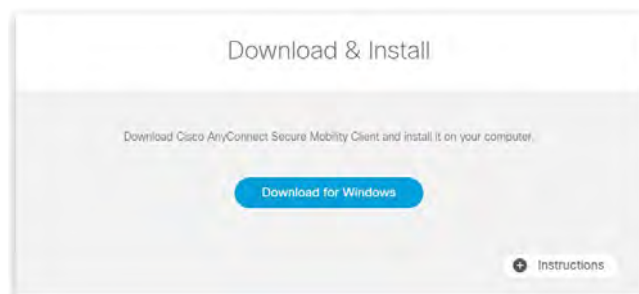 Download & Install
Download Cisco AnyConnect Secure Mobility Client and install it on your computer.
Download for Windows
Instructions